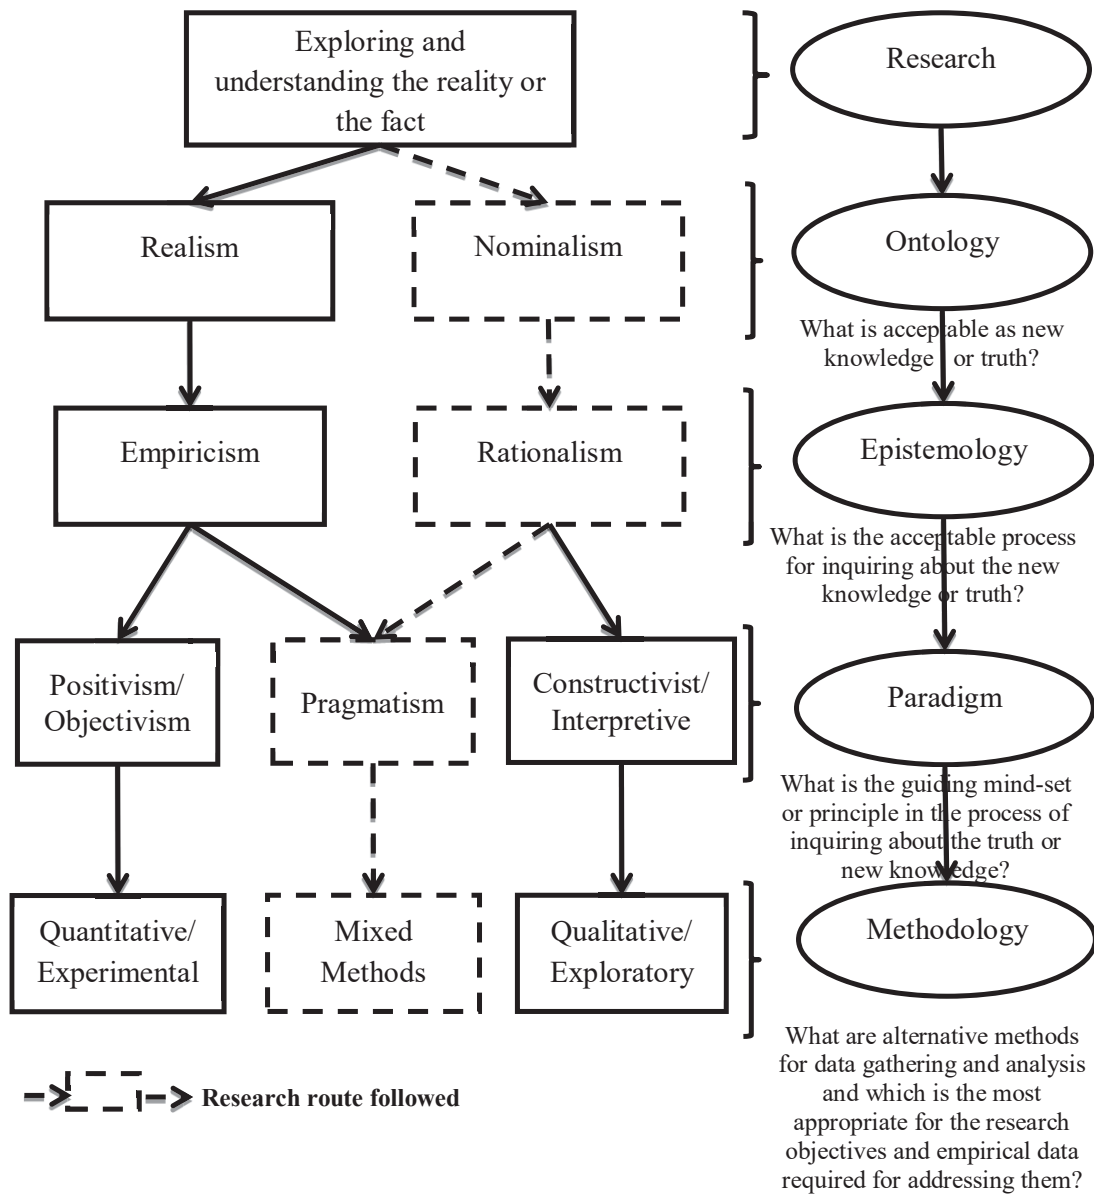 Exploring and
understanding the reality or
the fact
Research
Realism
Nominalism
Ontology
What is acceptable as new
knowledge or truth?
Empiricism
Rationalism
Epistemology
What is the acceptable process
for inquiring about the new
knowledge or truth?
Positivism/
Objectivism
Pragmatism
Constructivist/
Interpretive
Paradigm
What is the guiding mind-set
or principle in the process of
inquiring about the truth or
new knowledge?
Quantitative/
Experimental
Mixed
Methods
Qualitative/
Exploratory
Methodology
What are alternative methods
for data gathering and analysis
and which is the most
appropriate for the research
objectives and empirical data
required for addressing them?
Research route followed